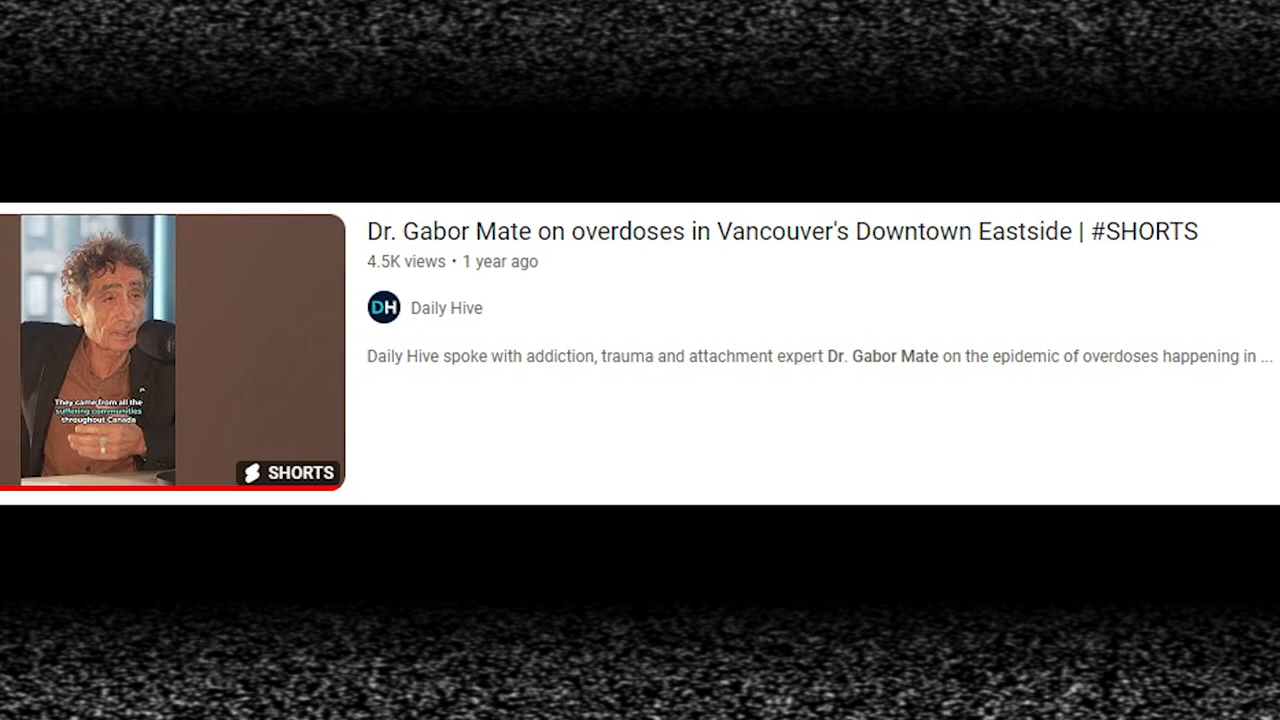 Dr. Gabor Mate on overdoses in Vancouver's Downtown Eastside | #SHORTS
4.5K views • 1 year ago
DH Daily Hive
Daily Hive spoke with addiction, trauma and attachment expert Dr. Gabor Mate on the epidemic of overdoses happening in ...
They came from all the
suffering communities
throughout Canada
SHORTS